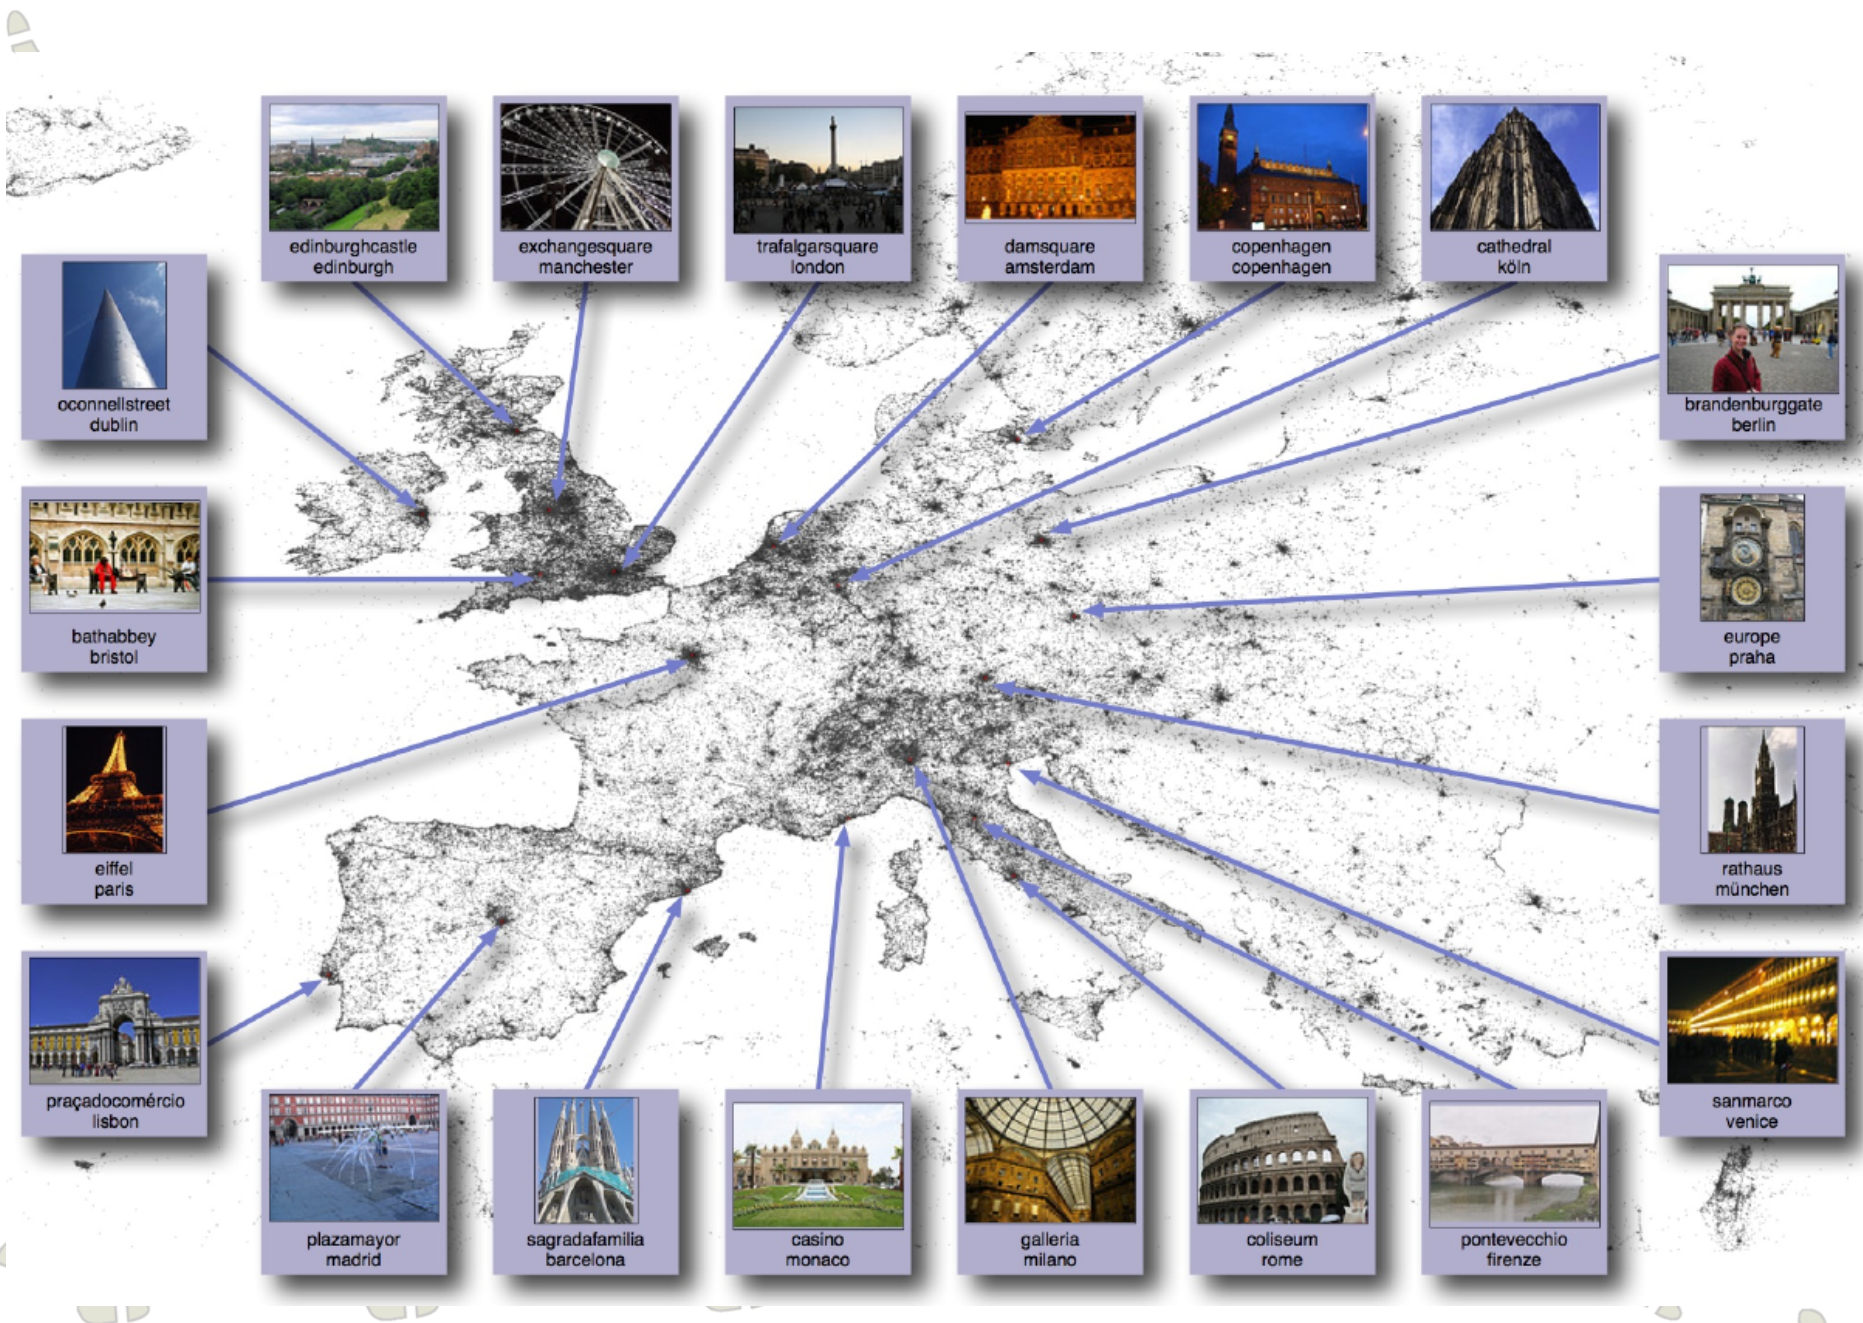 edinburghcastle
edinburgh
exchangesquare
manchester
trafalgarsquare
london
damsquare
amsterdam
copenhagen
copenhagen
cathedral
köln
oconnellstreet
dublin
brandenburggate
berlin
bathabbey
bristol
europe
praha
eiffel
paris
rathaus
münchen
praçadocomércio
lisbon
sanmarco
venice
plazamayor
madrid
sagradafamilia
barcelona
casino
monaco
galleria
milano
coliseum
rome
pontevecchio
firenze